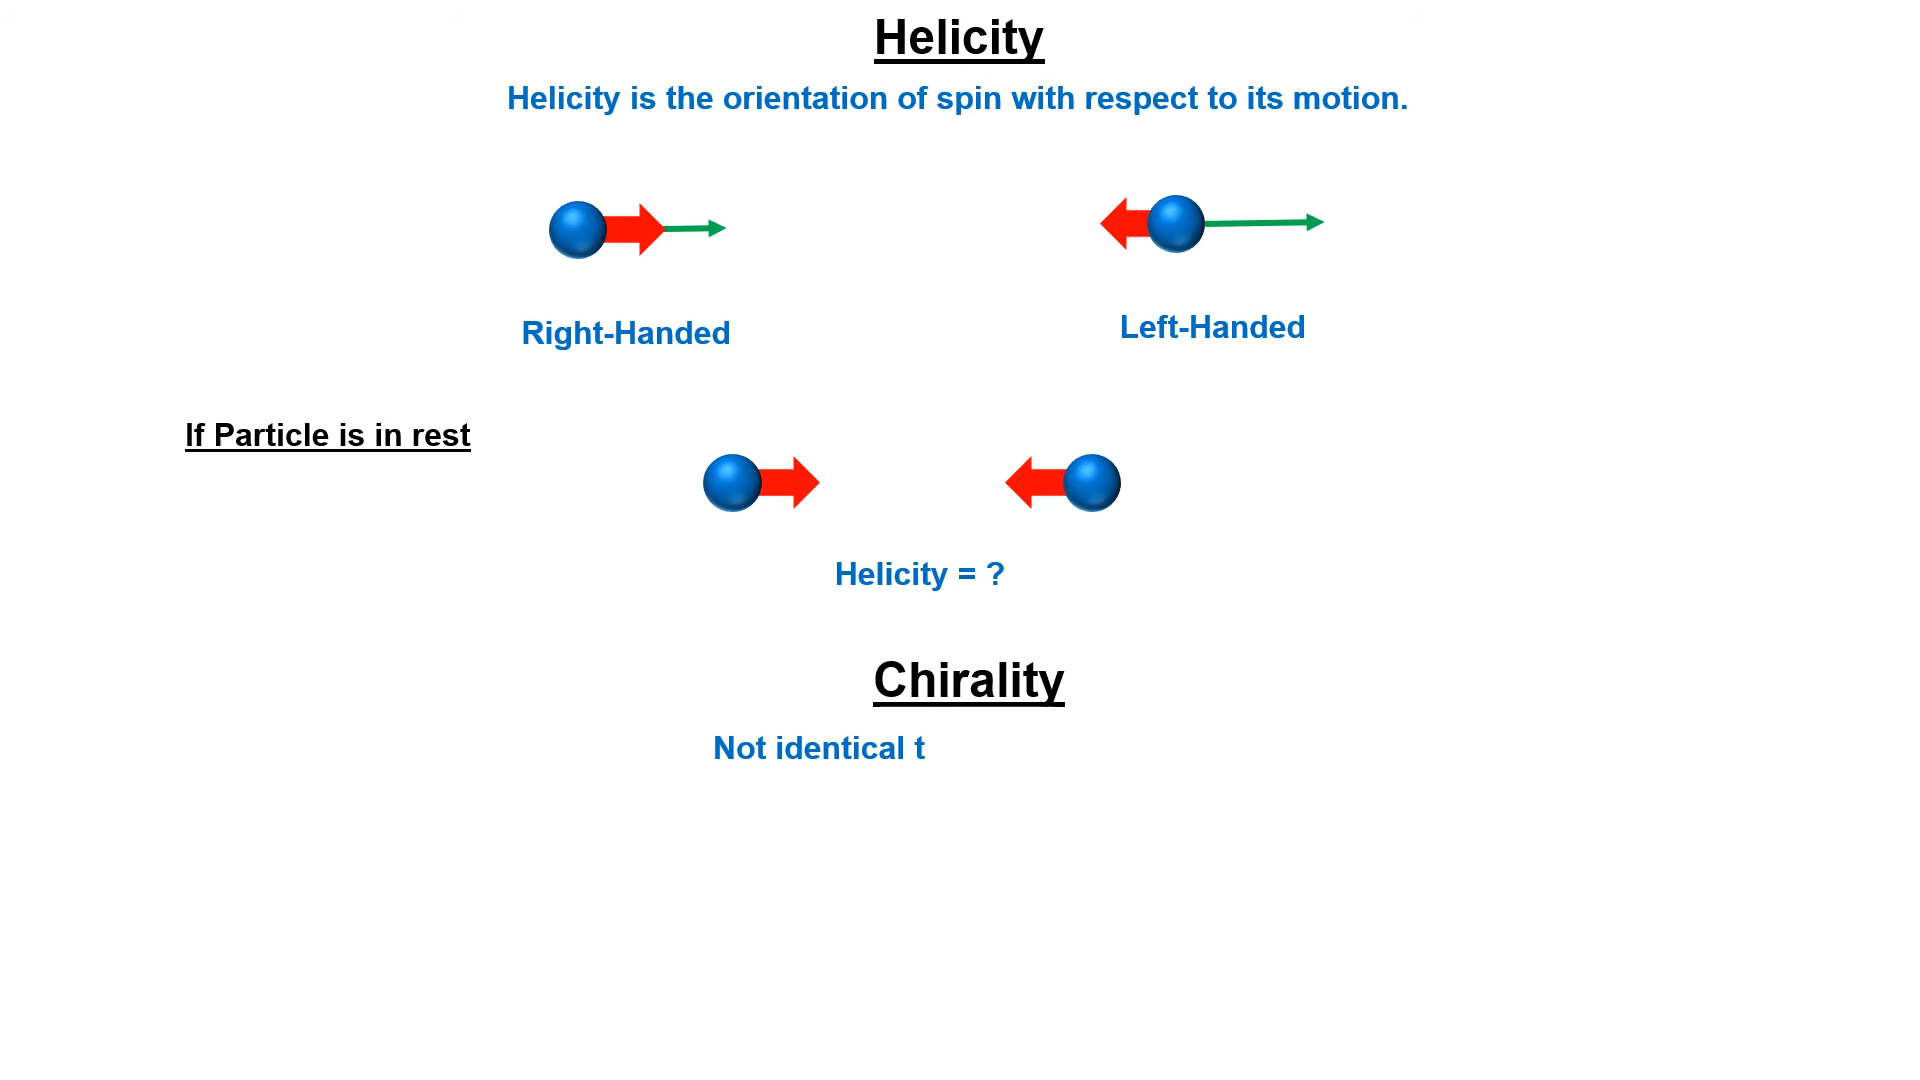 Helicity
Helicity is the orientation of spin with respect to its motion.
Right-Handed
Left-Handed
If Particle is in rest
Helicity = ?
Chirality
Not identical t